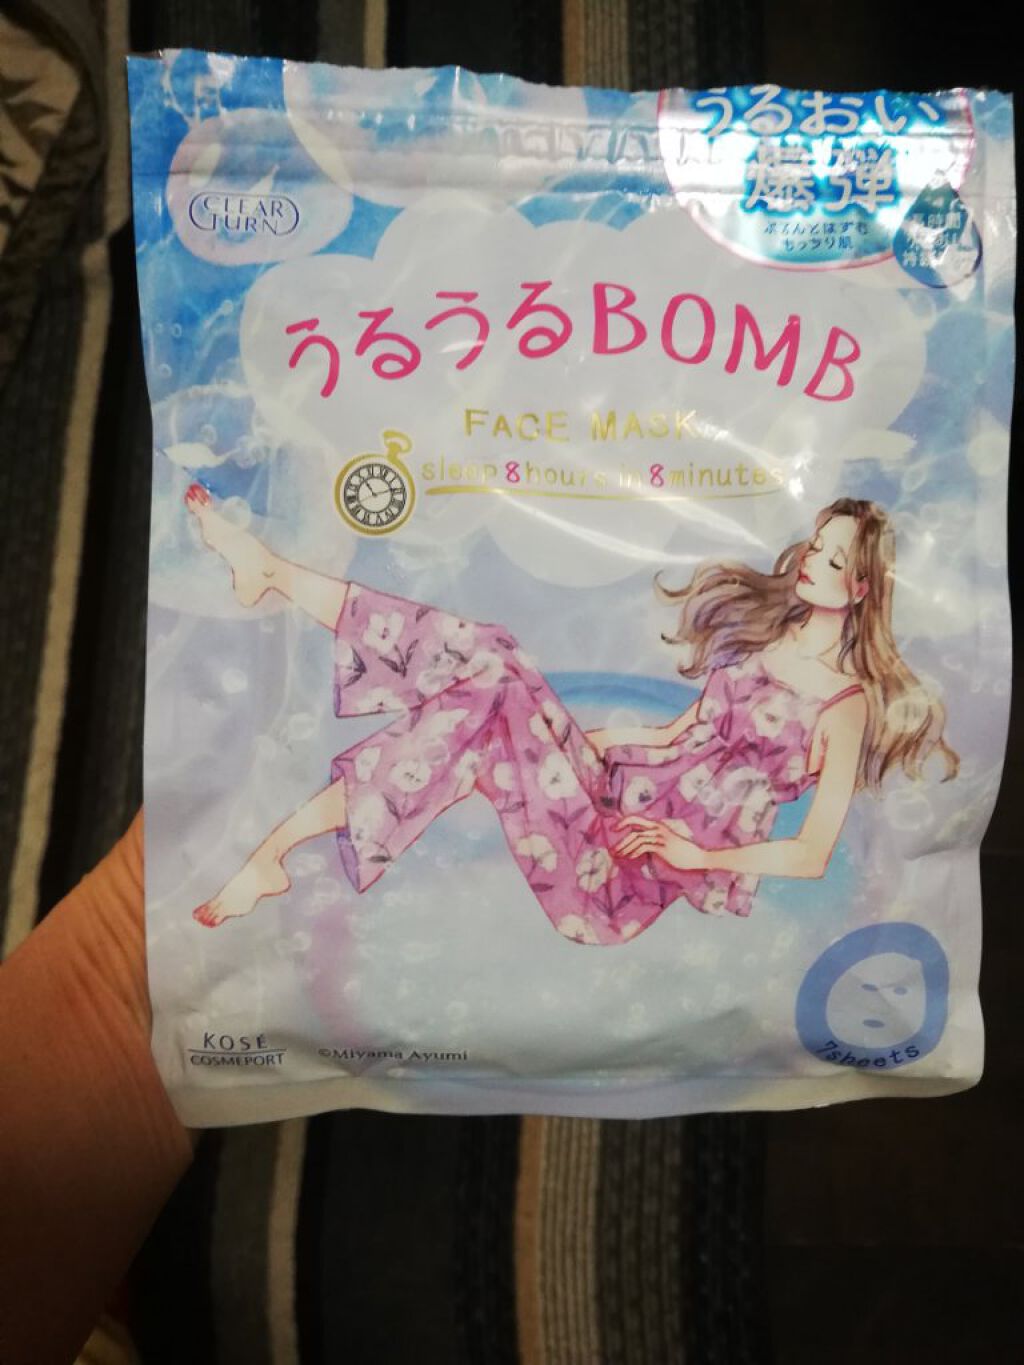 うるおい
爆弾
ぷるんとはずむ
もっちり肌
CLEAR
TURN
うるうるBOMB
FACE MASK
sleep 8 hours in 8 minutes
7sheets
KOSÉ
COSMEPORT
©Miyama Ayumi